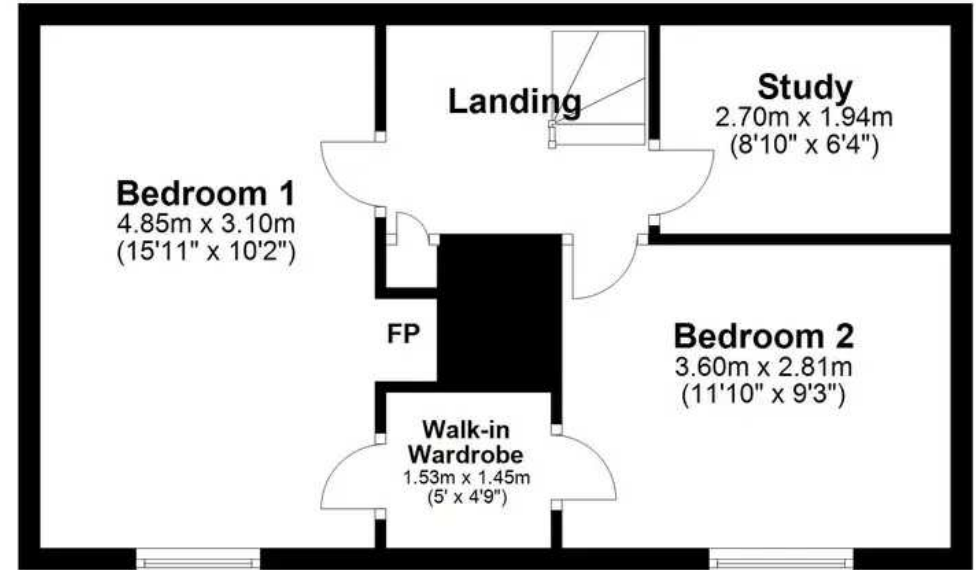 Landing
Study
2.70m x 1.94m
(8'10" x 6'4")
Bedroom 1
4.85m x 3.10m
(15'11" x 10'2")
FP
Bedroom 2
3.60m x 2.81m
(11'10" x 9'3")
Walk-in
Wardrobe
1.53m x 1.45m
(5' x 4'9")